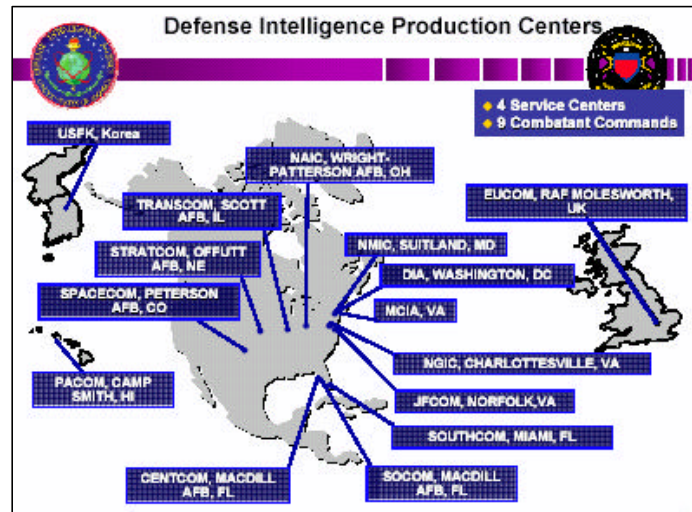 Defense Intelligence Production Centers
◆ 4 Service Centers
◆ 9 Combatant Commands
USFK, Korea
NAIC, WRIGHT-
PATTERSON AFB, OH
TRANSCOM, SCOTT
AFB, IL
EUCOM, RAF MOLESWORTH,
UK
STRATCOM, OFFUTT
AFB, NE
NMIC, SUITLAND, MD
DIA, WASHINGTON, DC
SPACECOM, PETERSON
AFB, CO
MCIA, VA
NGIC, CHARLOTTESVILLE, VA
PACOM, CAMP
SMITH, HI
JFCOM, NORFOLK,VA
SOUTHCOM, MIAMI, FL
CENTCOM, MACDILL
AFB, FL
SOCOM, MACDILL
AFB, FL